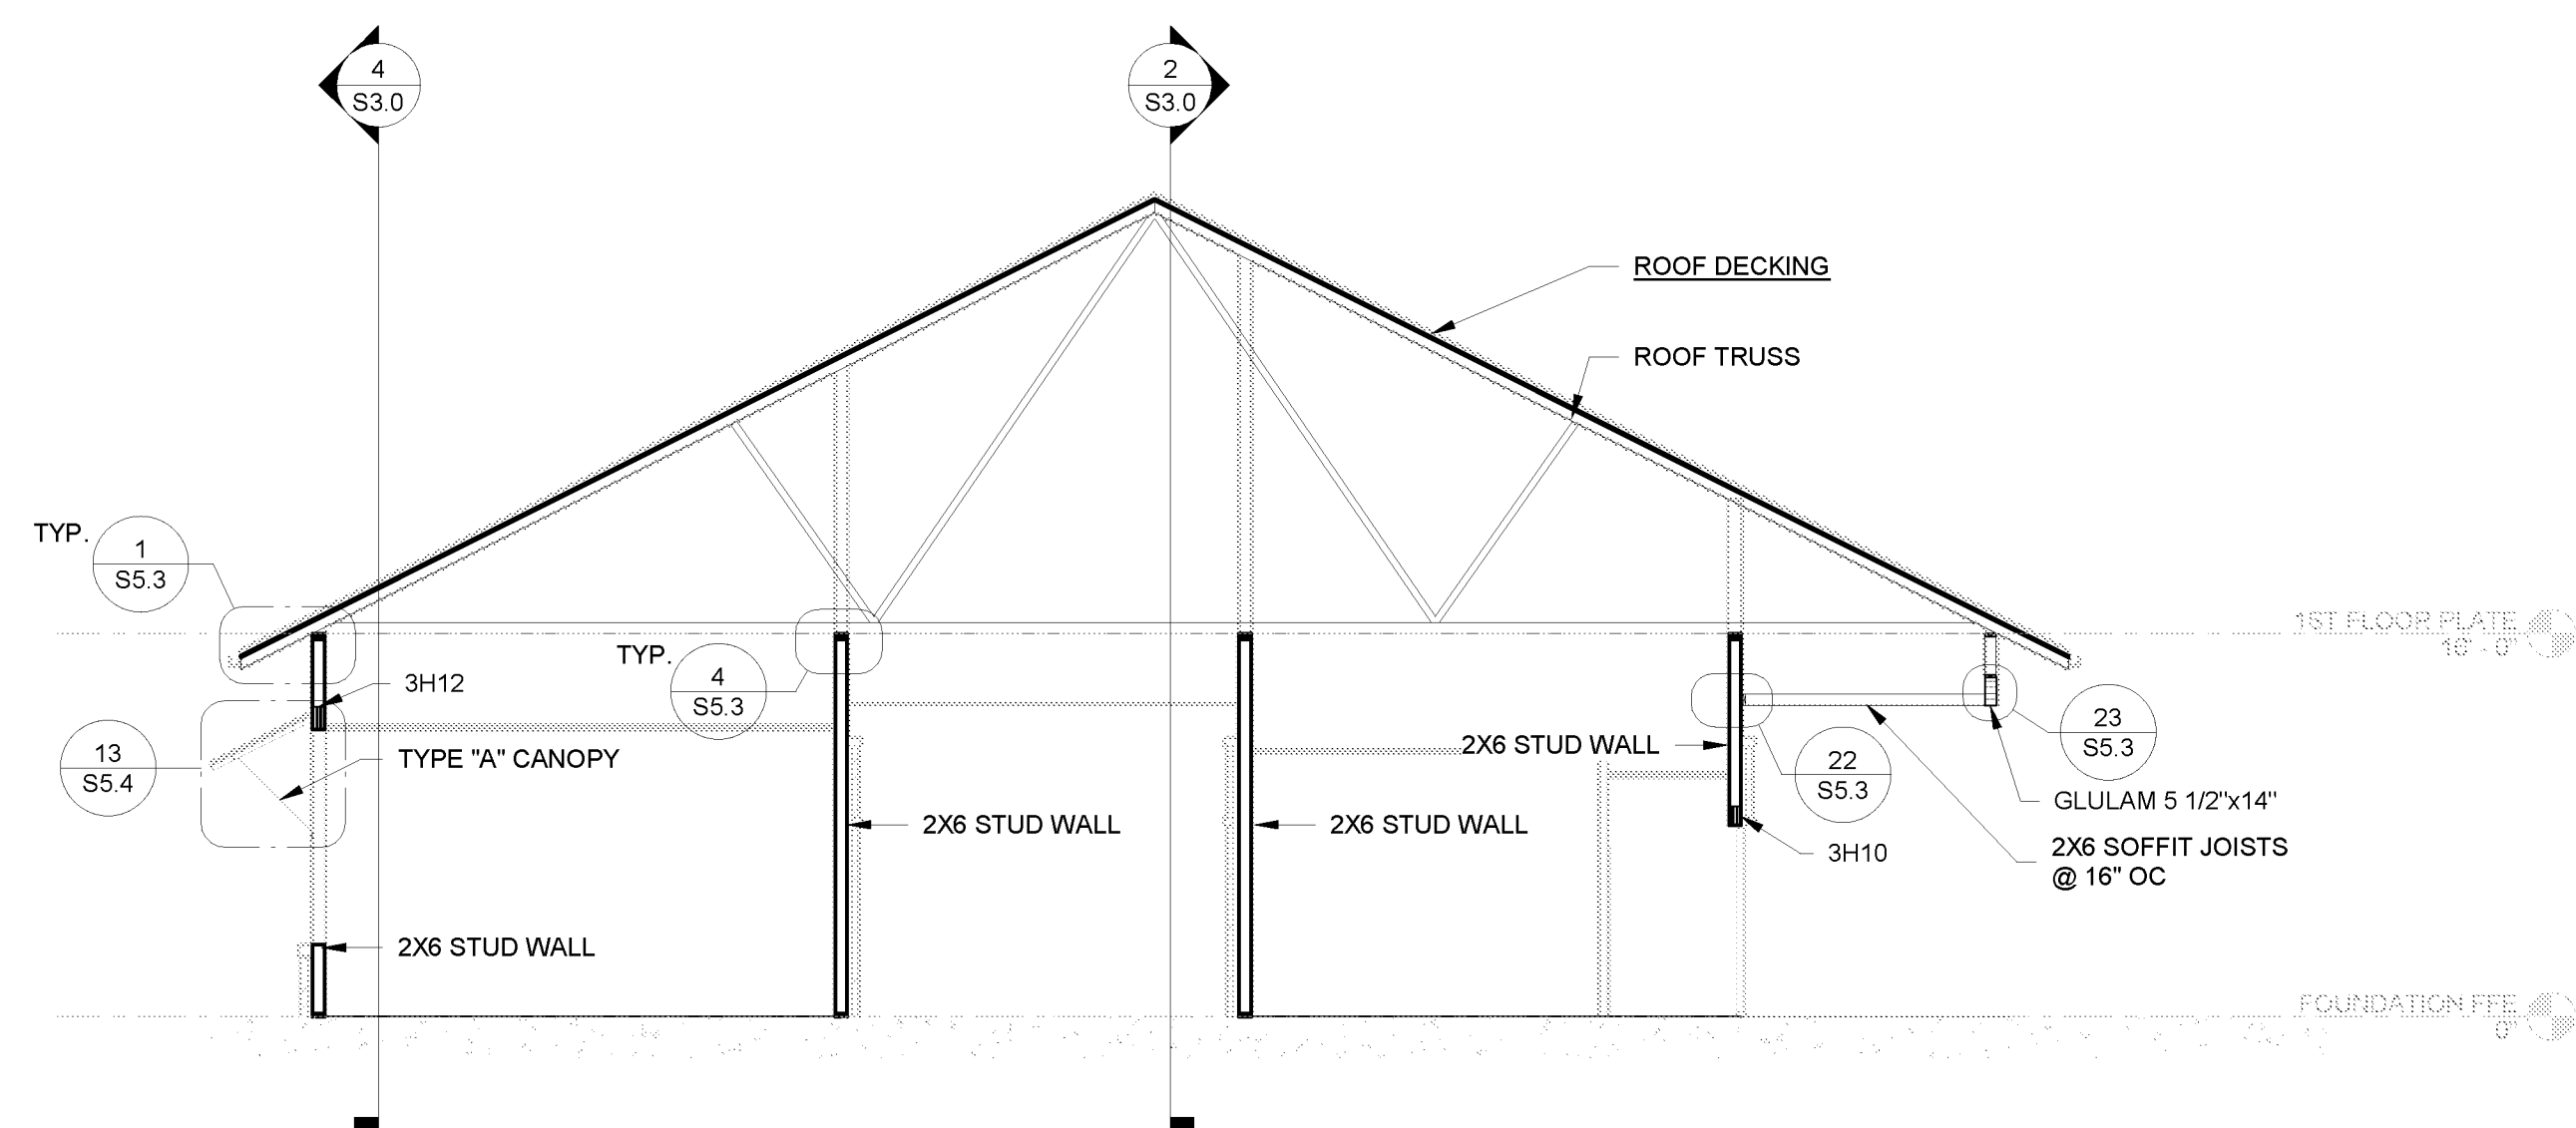 4
S3.0
2
S3.0
ROOF DECKING
ROOF TRUSS
TYP.
1
S5.3
1ST FLOOR PLATE
16' - 0"
TYP.
4
S5.3
3H12
13
S5.4
TYPE "A" CANOPY
2X6 STUD WALL
22
S5.3
23
S5.3
GLULAM 5 1/2"x14"
2X6 STUD WALL
2X6 STUD WALL
3H10
2X6 SOFFIT JOISTS
@ 16" OC
2X6 STUD WALL
FOUNDATION FFE
0"